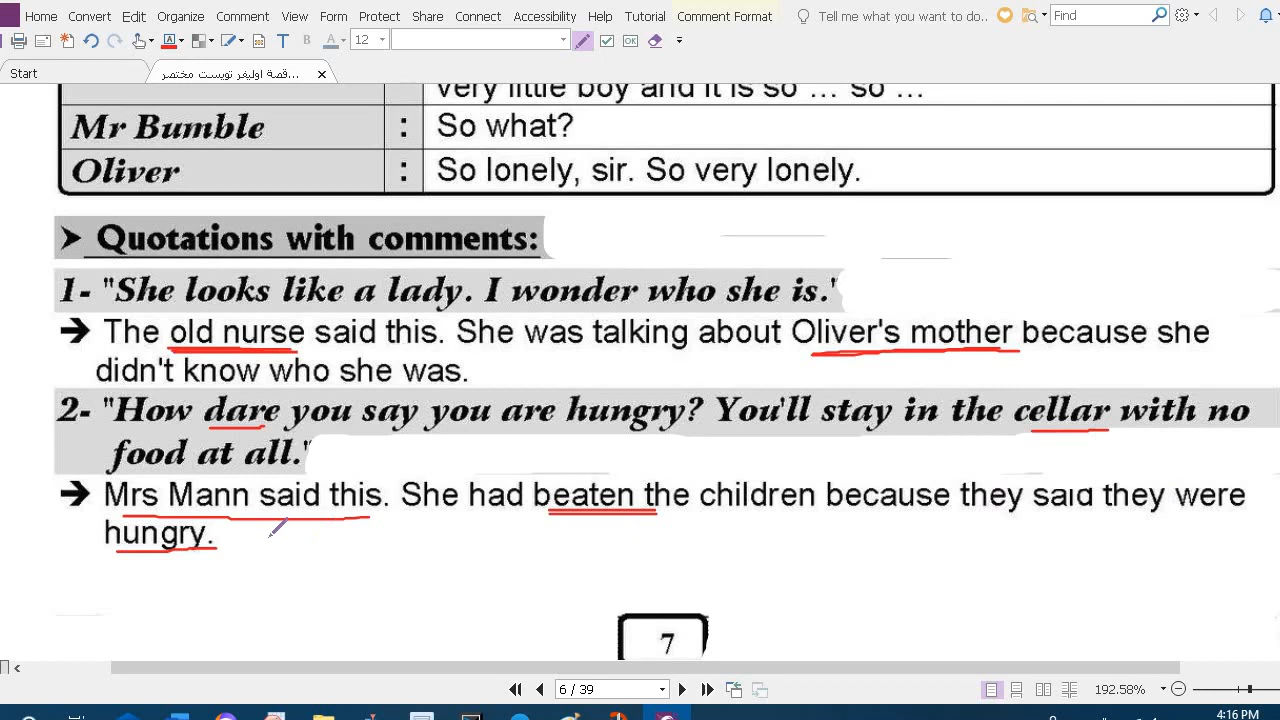 Home Convert Edit Organize Comment View Form Protect Share Connect Accessibility Help Tutorial Comment Format Tell me what you want to do.. Find
12
Start قصة اوليفر تويست مختصر...
very little boy and it is so ... so ...
Mr Bumble : So what?
Oliver : So lonely, sir. So very lonely.
➤ Quotations with comments:
1- "She looks like a lady. I wonder who she is."
➔ The old nurse said this. She was talking about Oliver's mother because she
didn't know who she was.
2- "How dare you say you are hungry? You'll stay in the cellar with no
food at all."
➔ Mrs Mann said this. She had beaten the children because they said they were
hungry.
7
6 / 39
192.58%
4:16 PM